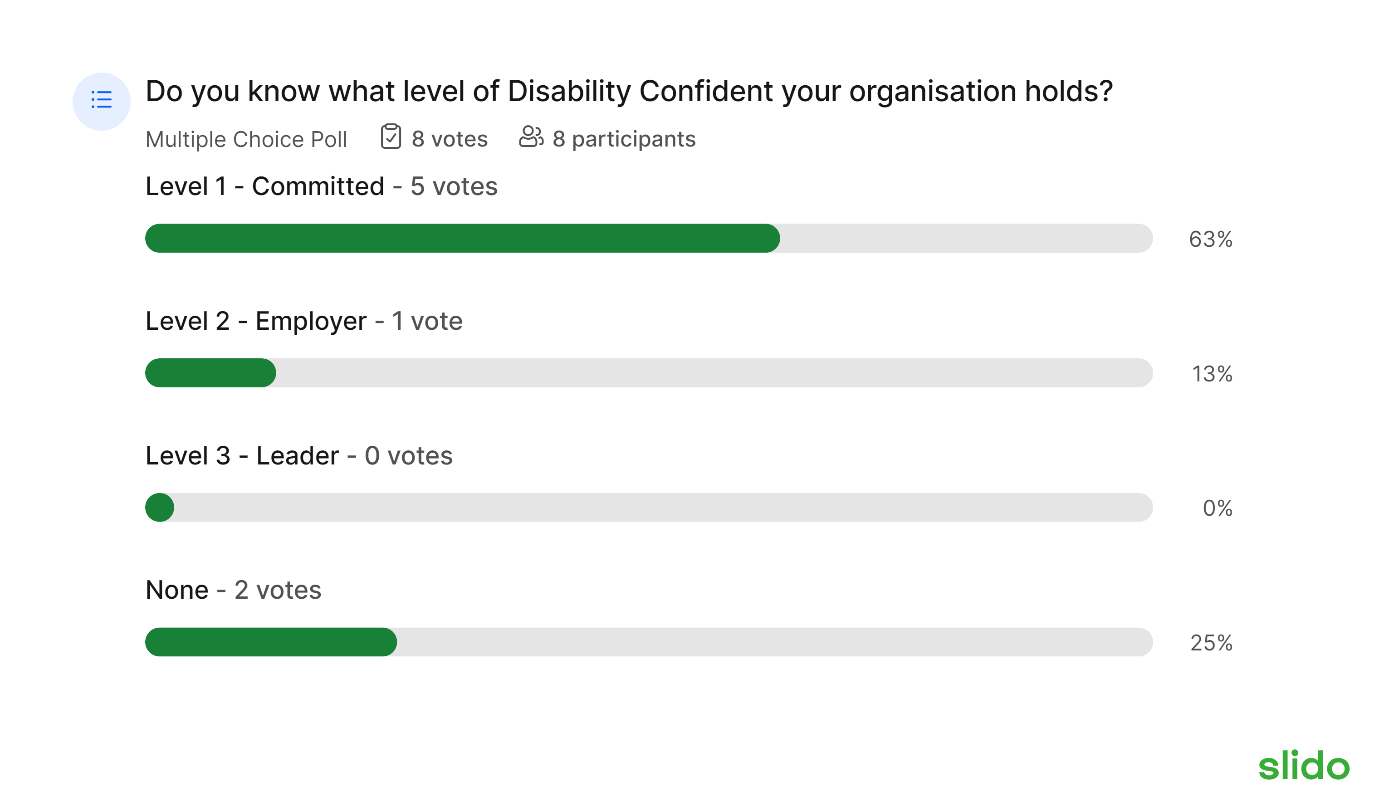 Do you know what level of Disability Confident your organisation holds?
Multiple Choice Poll 8 votes 8 participants
Level 1 - Committed - 5 votes
63%
Level 2 - Employer - 1 vote
13%
Level 3 - Leader - 0 votes
0%
None - 2 votes
25%
slido